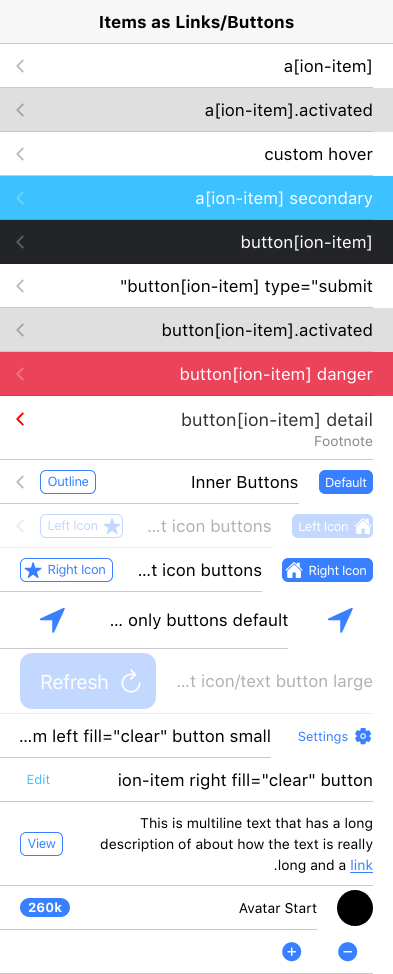 Items as Links/Buttons
a[ion-item]
a[ion-item].activated
custom hover
a[ion-item] secondary
button[ion-item]
"button[ion-item] type="submit
button[ion-item].activated
button[ion-item] danger
button[ion-item] detail
Footnote
Outline Inner Buttons Default
Left Icon ...t icon buttons Left Icon
Right Icon ...t icon buttons Right Icon
... only buttons default
Refresh ...t icon/text button large
...m left fill="clear" button small Settings
Edit ion-item right fill="clear" button
This is multiline text that has a long
View description of about how the text is really
.long and a link
260k Avatar Start